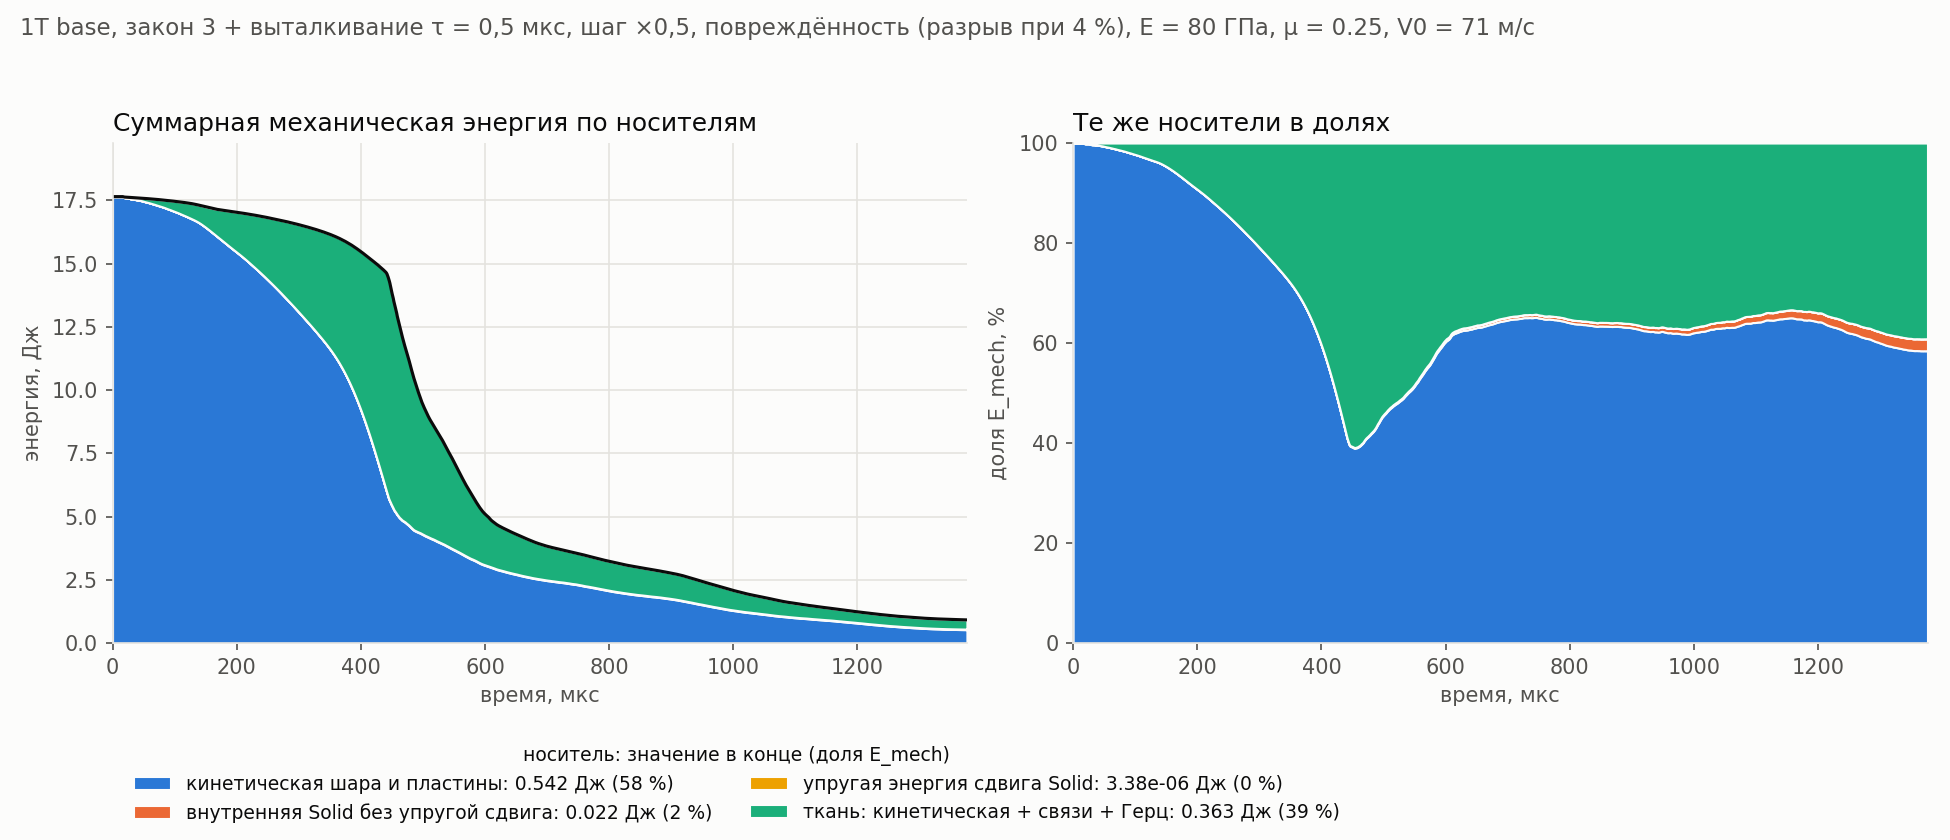 1T base, закон 3 + выталкивание τ = 0,5 мкс, шаг ×0,5, повреждённость (разрыв при 4 %), E = 80 ГПа, μ = 0.25, V0 = 71 м/с
Суммарная механическая энергия по носителям
энергия, Дж
17.5
15.0
12.5
10.0
7.5
5.0
2.5
0.0
0 200 400 600 800 1000 1200
время, мкс
Те же носители в долях
доля E_mech, %
100
80
60
40
20
0
0 200 400 600 800 1000 1200
время, мкс
носитель: значение в конце (доля E_mech)
кинетическая шара и пластины: 0.542 Дж (58 %)
внутренняя Solid без упругой сдвига: 0.022 Дж (2 %)
упругая энергия сдвига Solid: 3.38e-06 Дж (0 %)
ткань: кинетическая + связи + Герц: 0.363 Дж (39 %)